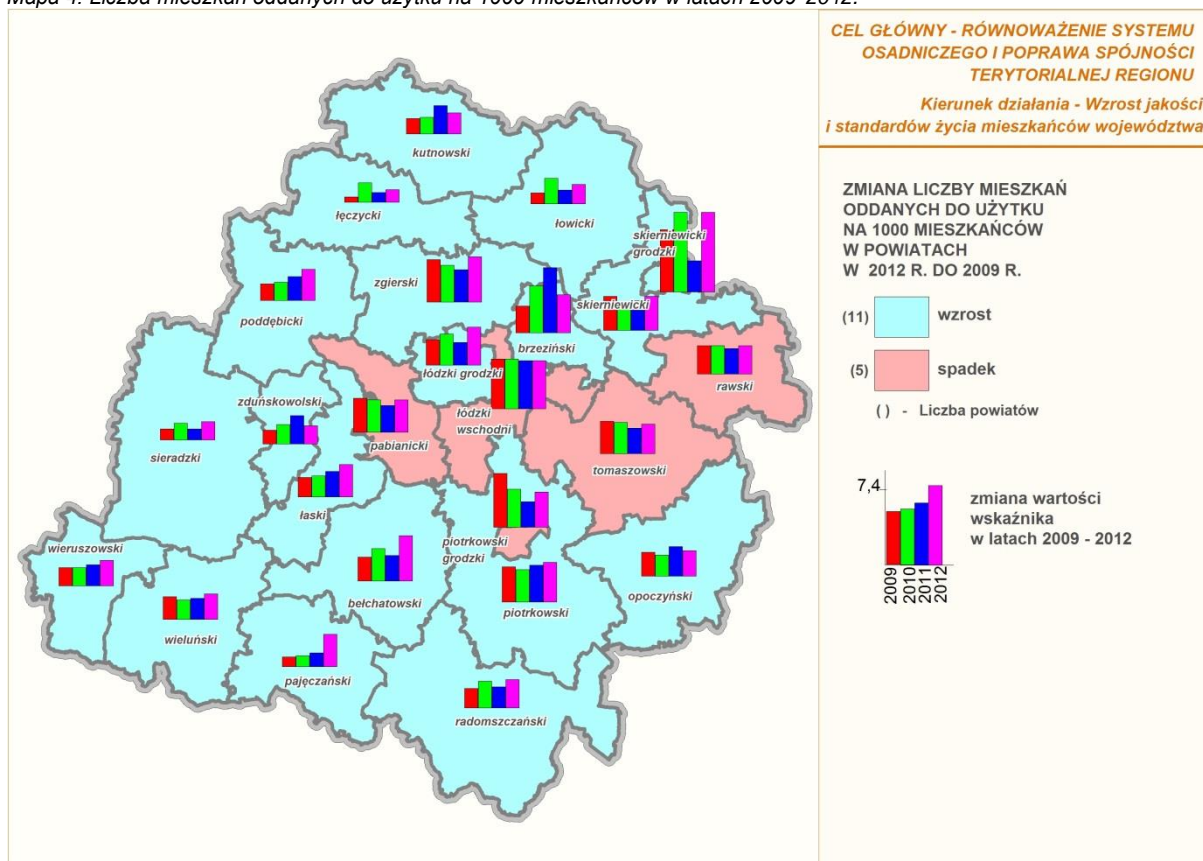 Mapa 4. Liczba mieszkań oddanych do użytku na 1000 mieszkańców w latach 2009-2012.
CEL GŁÓWNY - RÓWNOWAŻENIE SYSTEMU
OSADNICZEGO I POPRAWA SPÓJNOŚCI
TERYTORIALNEJ REGIONU
Kierunek działania - Wzrost jakości
i standardów życia mieszkańców województwa
kutnowski
łęczycki
łowicki
skierniewicki
grodzki
zgierski
skierniewicki
poddębicki
brzeziński
łódzki grodzki
rawski
zduńskowolski
łódzki
wschodni
pabianicki
sieradzki
tomaszowski
łaski
piotrkowski
grodzki
wieruszowski
bełchatowski
opoczyński
piotrkowski
wieluński
pajęczański
radomszczański
ZMIANA LICZBY MIESZKAŃ
ODDANYCH DO UŻYTKU
NA 1000 MIESZKAŃCÓW
W POWIATACH
W 2012 R. DO 2009 R.
(11) wzrost
(5) spadek
( ) - Liczba powiatów
7,4
zmiana wartości
wskaźnika
w latach 2009 - 2012
2009
2010
2011
2012